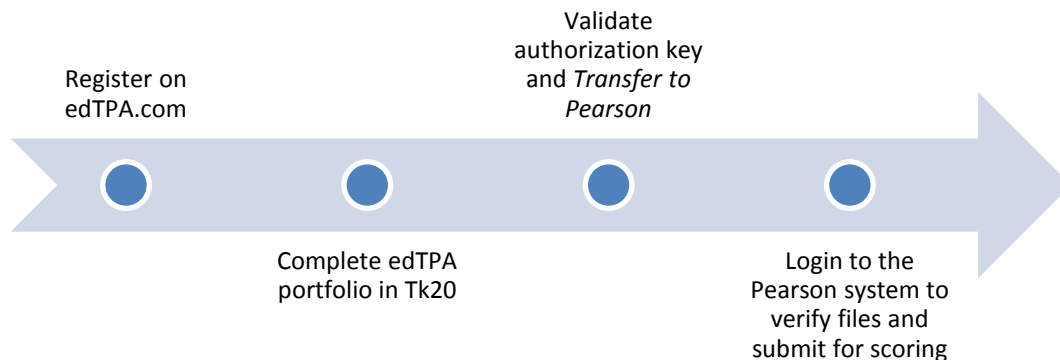 Register on
edTPA.com
Complete edTPA
portfolio in Tk20
Validate
authorization key
and Transfer to
Pearson
Login to the
Pearson system to
verify files and
submit for scoring